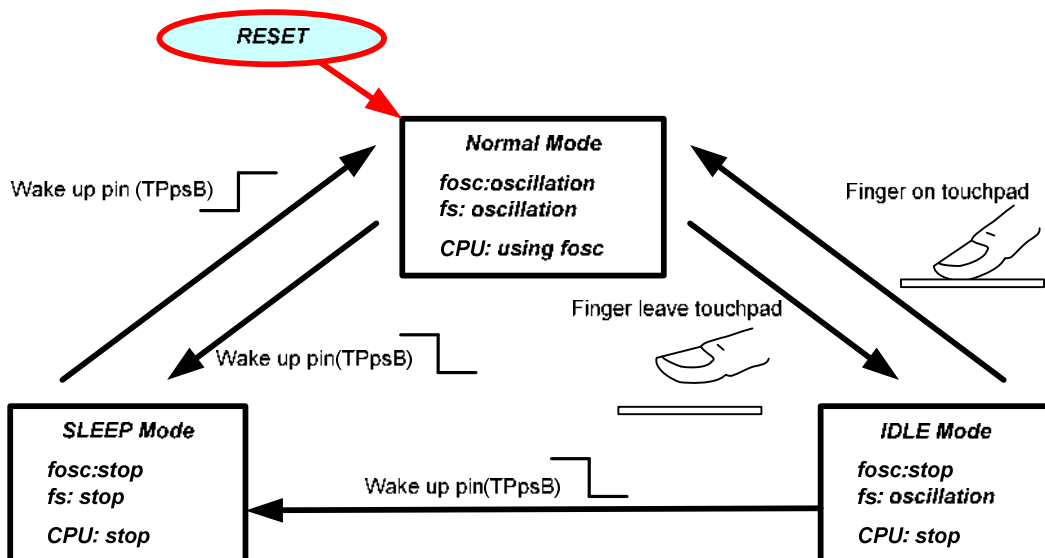 RESET
Normal Mode
fosc:oscillation
fs: oscillation
CPU: using fosc
Wake up pin (TPpsB)
Finger on touchpad
Finger leave touchpad
Wake up pin(TPpsB)
SLEEP Mode
fosc:stop
fs: stop
CPU: stop
Wake up pin(TPpsB)
IDLE Mode
fosc:stop
fs: oscillation
CPU: stop